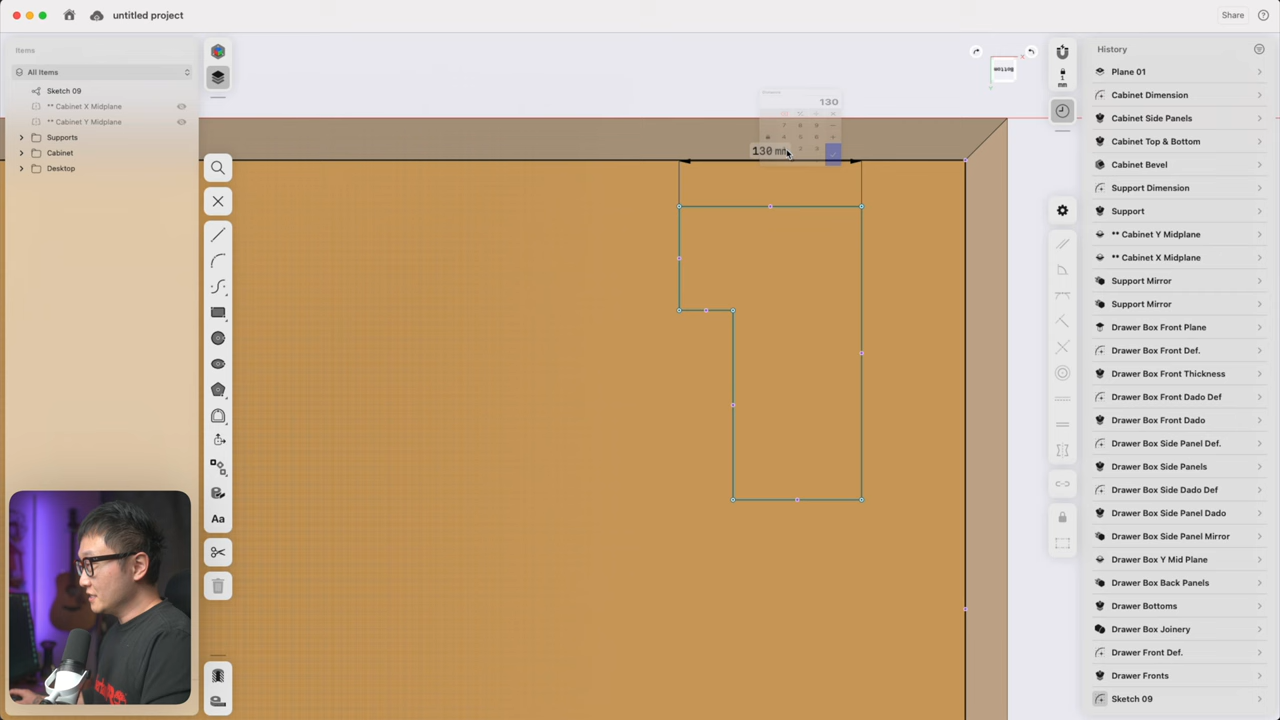 untitled project
Share
Items
All Items
Sketch 09
** Cabinet X Midplane
** Cabinet Y Midplane
Supports
Cabinet
Desktop
Aa
130
130 mm
Bottom
1
mm
History
Plane 01
Cabinet Dimension
Cabinet Side Panels
Cabinet Top & Bottom
Cabinet Bevel
Support Dimension
Support
** Cabinet Y Midplane
** Cabinet X Midplane
Support Mirror
Support Mirror
Drawer Box Front Plane
Drawer Box Front Def.
Drawer Box Front Thickness
Drawer Box Front Dado Def
Drawer Box Front Dado
Drawer Box Side Panel Def.
Drawer Box Side Panels
Drawer Box Side Dado Def
Drawer Box Side Panel Dado
Drawer Box Side Panel Mirror
Drawer Box Y Mid Plane
Drawer Box Back Panels
Drawer Bottoms
Drawer Box Joinery
Drawer Front Def.
Drawer Fronts
Sketch 09